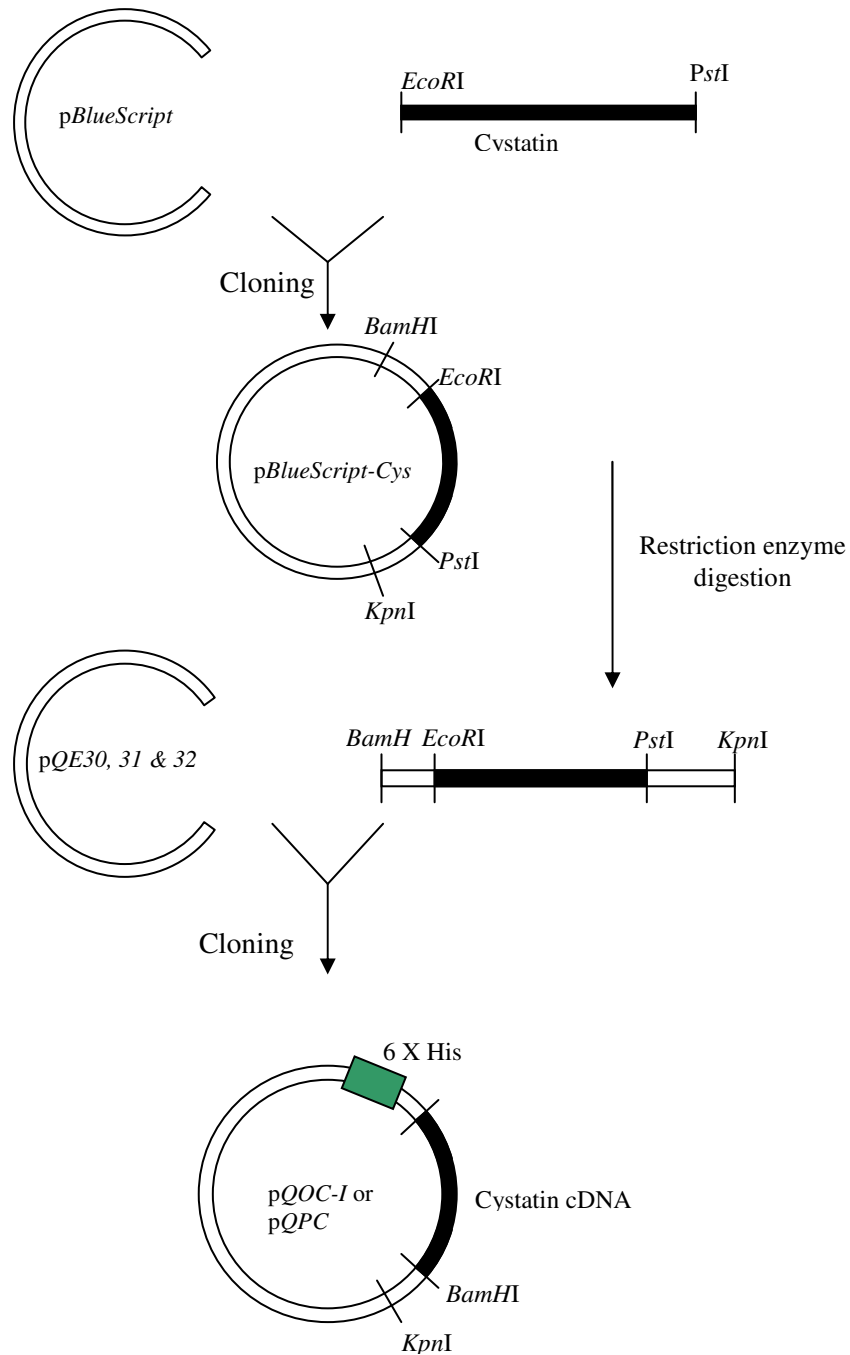 pBlueScript
EcoRI
PstI
Cystatin
Cloning
BamHI
EcoRI
pBlueScript-Cys
PstI
KpnI
Restriction enzyme
digestion
pQE30, 31 & 32
BamH EcoRI
PstI
KpnI
Cloning
6 X His
pQOC-I or
pQPC
Cystatin cDNA
BamHI
KpnI